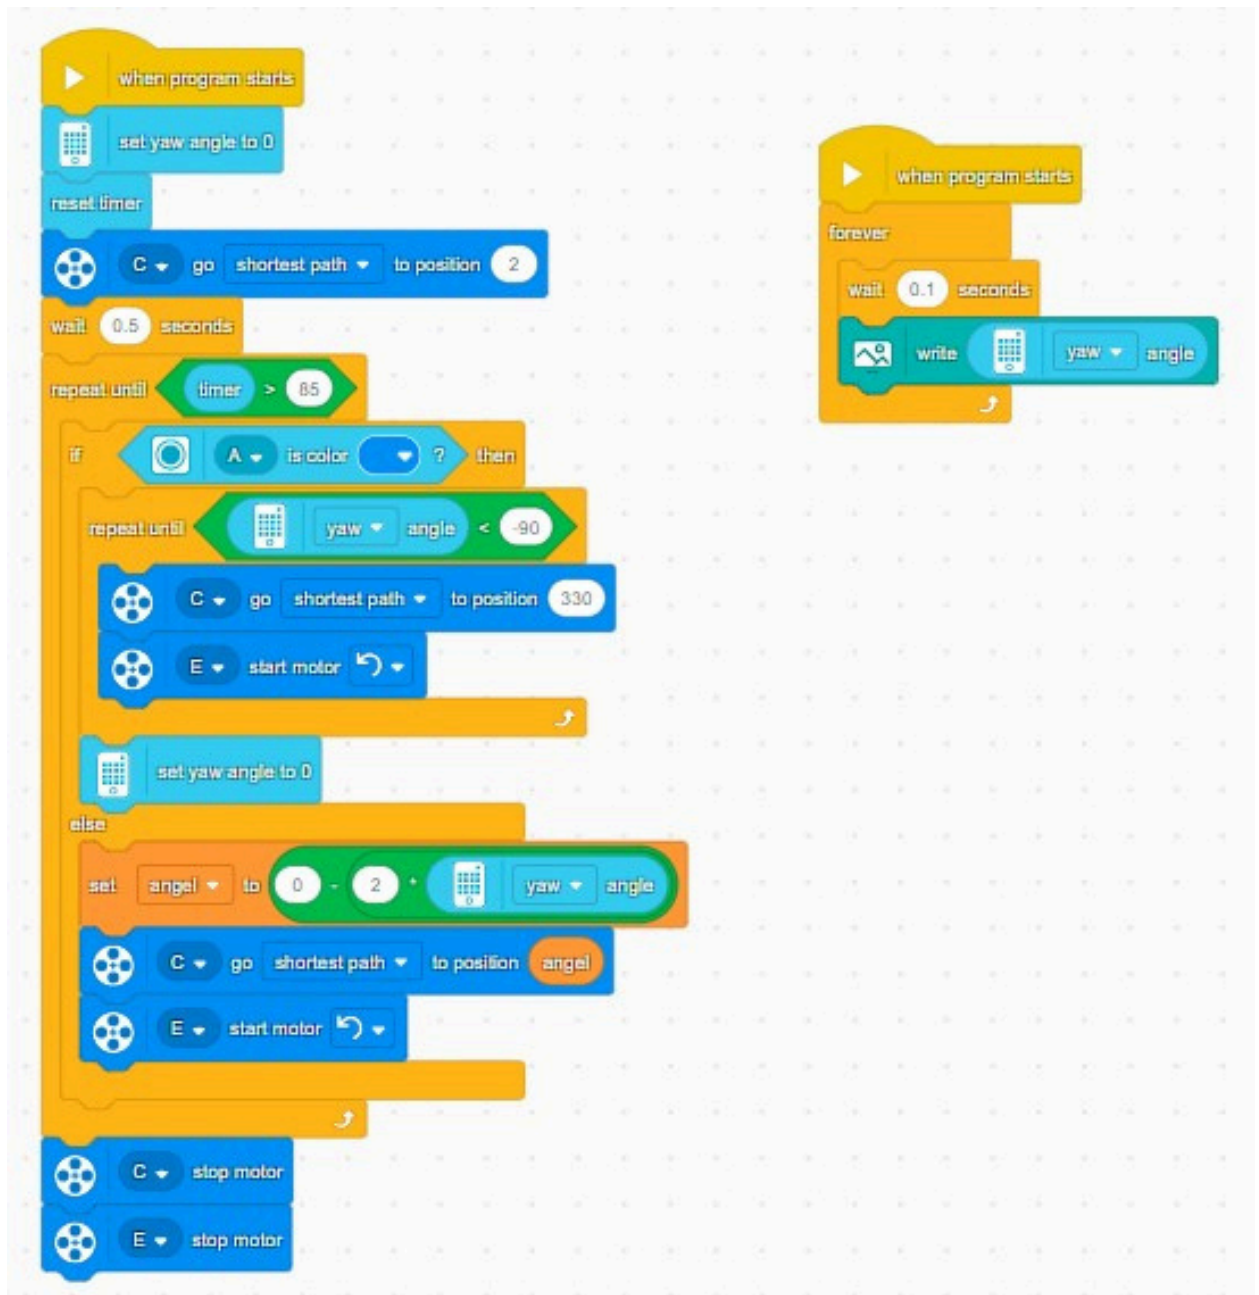 when program starts
set yaw angle to 0
reset timer
C go shortest path to position 2
wait 0.5 seconds
repeat until timer > 85
if A is color ? then
repeat until yaw angle < -90
C go shortest path to position 330
E start motor
set yaw angle to 0
else
set angel to 0 - 2 * yaw angle
C go shortest path to position angel
E start motor
C stop motor
E stop motor
when program starts
forever
wait 0.1 seconds
write yaw angle